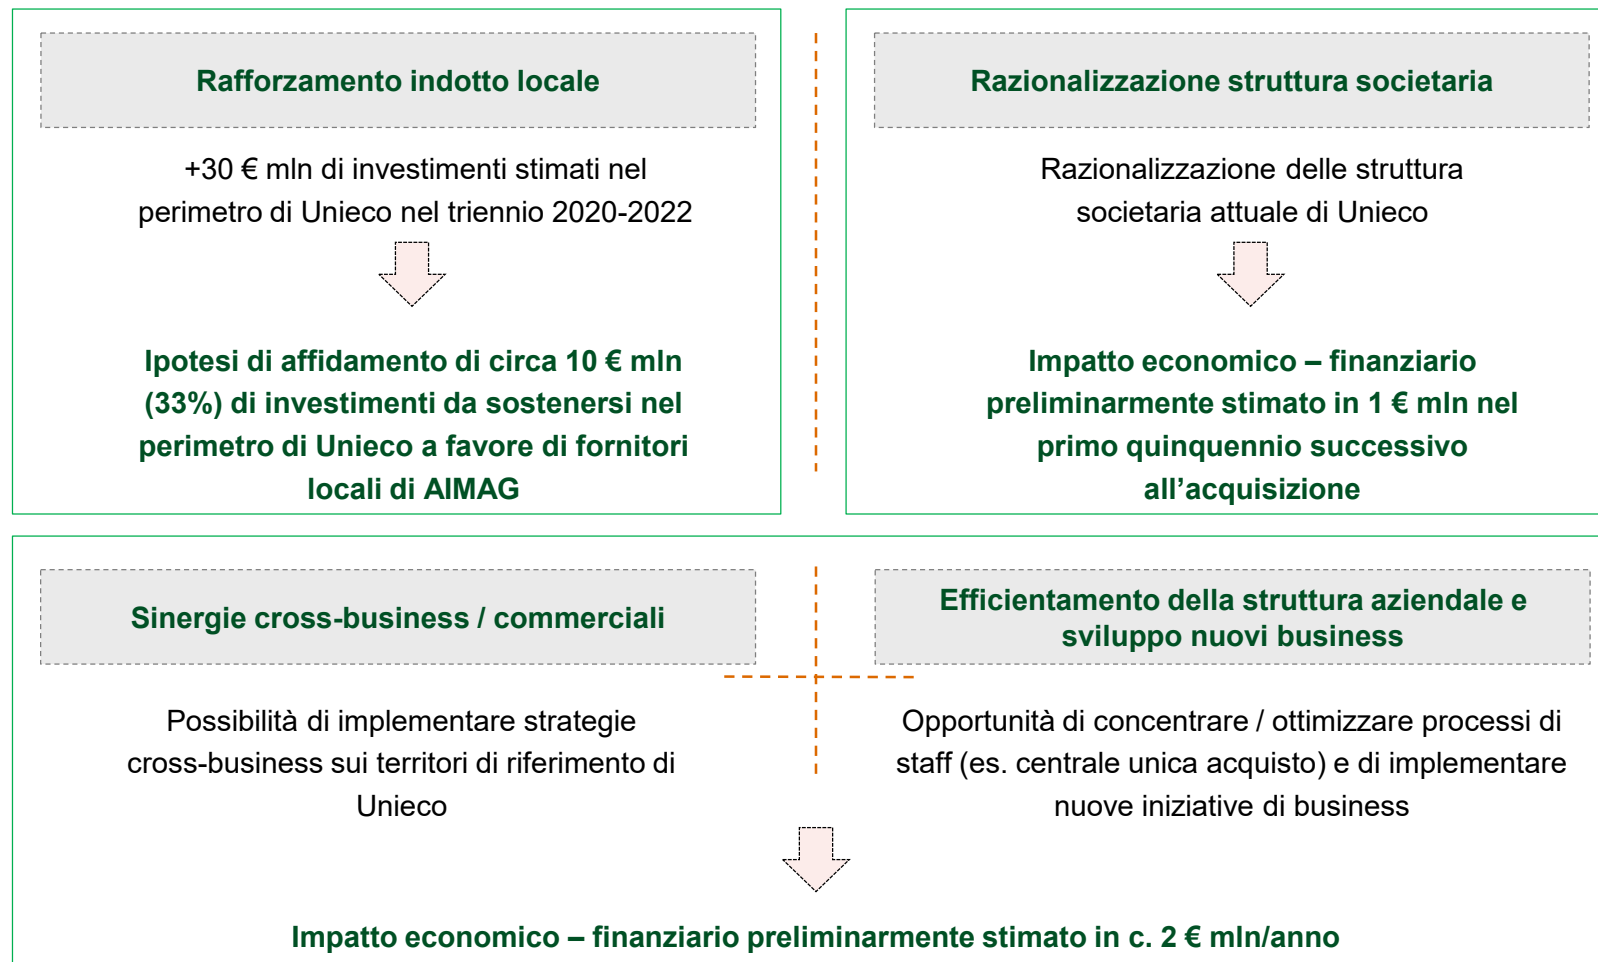 Rafforzamento indotto locale
+30 € mln di investimenti stimati nel
perimetro di Unieco nel triennio 2020-2022
Ipotesi di affidamento di circa 10 € mln
(33%) di investimenti da sostenersi nel
perimetro di Unieco a favore di fornitori
locali di AIMAG
Razionalizzazione struttura societaria
Razionalizzazione delle struttura
societaria attuale di Unieco
Impatto economico – finanziario
preliminarmente stimato in 1 € mln nel
primo quinquennio successivo
all’acquisizione
Sinergie cross-business / commerciali
Possibilità di implementare strategie
cross-business sui territori di riferimento di
Unieco
Efficientamento della struttura aziendale e
sviluppo nuovi business
Opportunità di concentrare / ottimizzare processi di
staff (es. centrale unica acquisto) e di implementare
nuove iniziative di business
Impatto economico – finanziario preliminarmente stimato in c. 2 € mln/anno